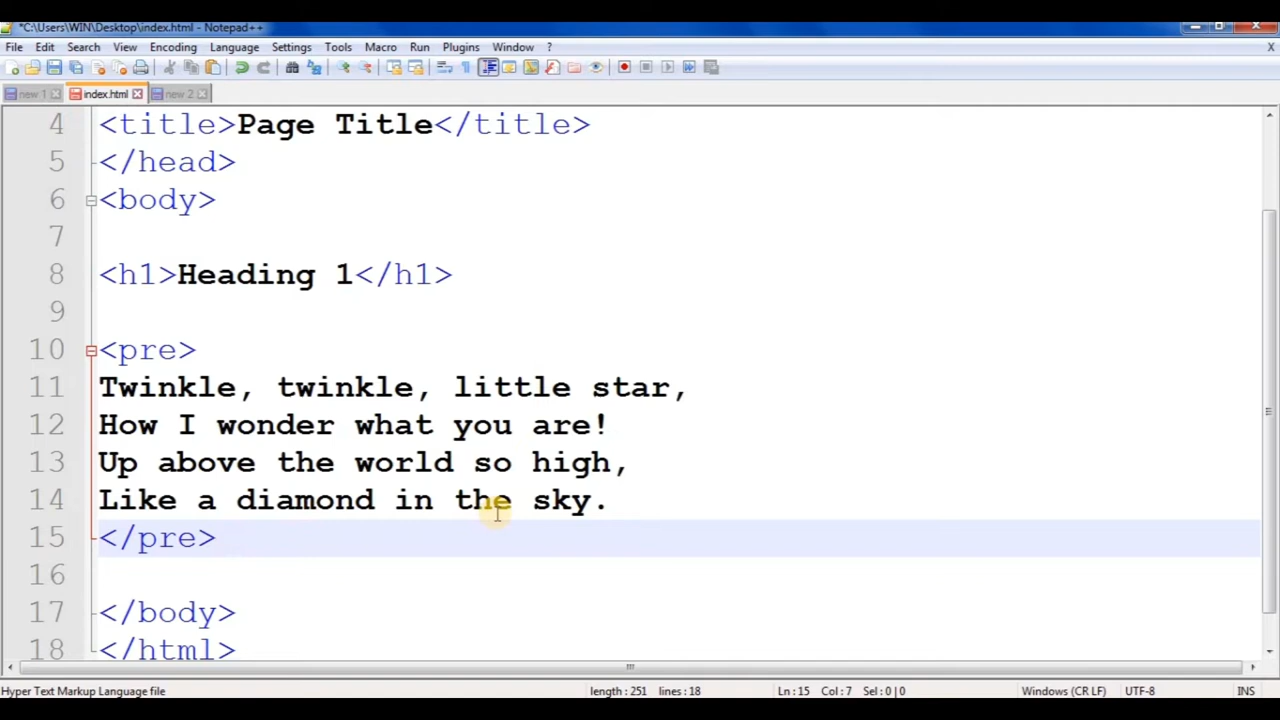 *C:\Users\WIN\Desktop\index.html - Notepad++
File Edit Search View Encoding Language Settings Tools Macro Run Plugins Window ? X
new 1 index.html new 2
4 <title>Page Title</title>
5 </head>
6 <body>
7
8 <h1>Heading 1</h1>
9
10 <pre>
11 Twinkle, twinkle, little star,
12 How I wonder what you are!
13 Up above the world so high,
14 Like a diamond in the sky.
15 </pre>
16
17 </body>
18 </html>
Hyper Text Markup Language file length : 251 lines : 18 Ln : 15 Col : 7 Sel : 0 | 0 Windows (CR LF) UTF-8 INS